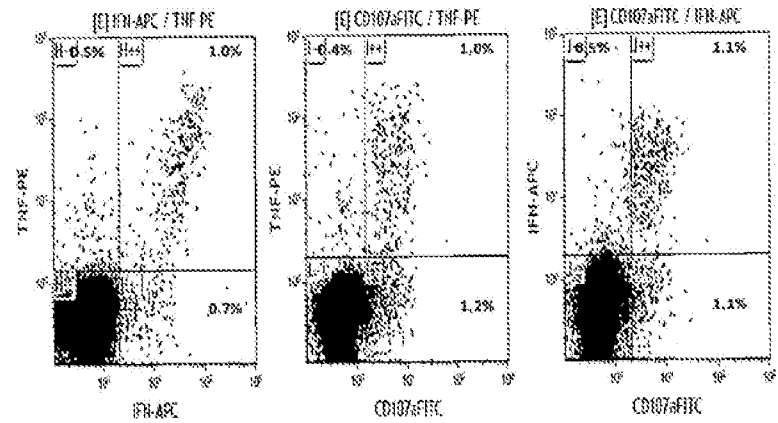 [E] IFN-APC / TNF-PE
H-0.5% H++ 1.0%
TNF-PE
0.7%
IFN-APC
[E] CD107aFITC / TNF-PE
I-0.4% I++ 1.0%
TNF-PE
1.2%
CD107aFITC
[E] CD107aFITC / IFN-APC
J-0.5% J++ 1.1%
IFN-APC
1.1%
CD107aFITC